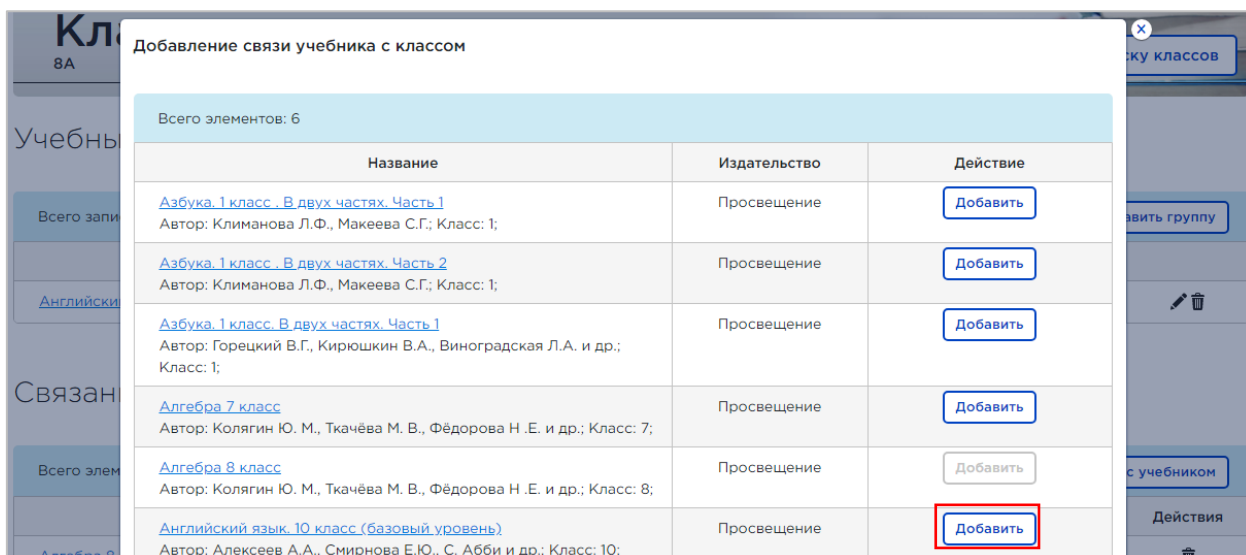 Кла
8А
ску классов
Добавление связи учебника с классом
Всего элементов: 6
Учебны
Название Издательство Действие
Всего запи
авить группу
Азбука. 1 класс . В двух частях. Часть 1 Просвещение Добавить
Автор: Климанова Л.Ф., Макеева С.Г.; Класс: 1;
Азбука. 1 класс . В двух частях. Часть 2 Просвещение Добавить
Автор: Климанова Л.Ф., Макеева С.Г.; Класс: 1;
Английски
Азбука. 1 класс. В двух частях. Часть 1 Просвещение Добавить
Автор: Горецкий В.Г., Кирюшкин В.А., Виноградская Л.А. и др.;
Класс: 1;
Связанн
Алгебра 7 класс Просвещение Добавить
Автор: Колягин Ю. М., Ткачёва М. В., Фёдорова Н .Е. и др.; Класс: 7;
Всего элем
с учебником
Алгебра 8 класс Просвещение Добавить
Автор: Колягин Ю. М., Ткачёва М. В., Фёдорова Н .Е. и др.; Класс: 8;
Действия
Английский язык. 10 класс (базовый уровень) Просвещение Добавить
Автор: Алексеев А.А., Смирнова Е.Ю., С. Абби и др.; Класс: 10;
Алгебра 8